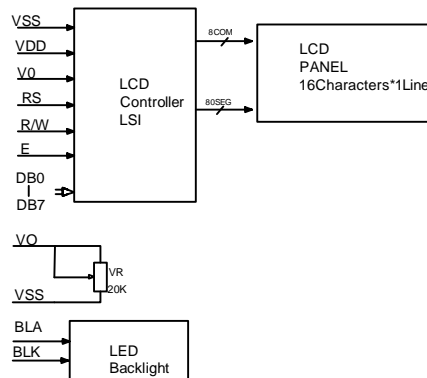 VSS
VDD
V0
RS
R/W
E
DB0
DB7
LCD
Controller
LSI
8COM
80SEG
LCD
PANEL
16Characters*1Line
VO
VR
20K
VSS
BLA
BLK
LED
Backlight